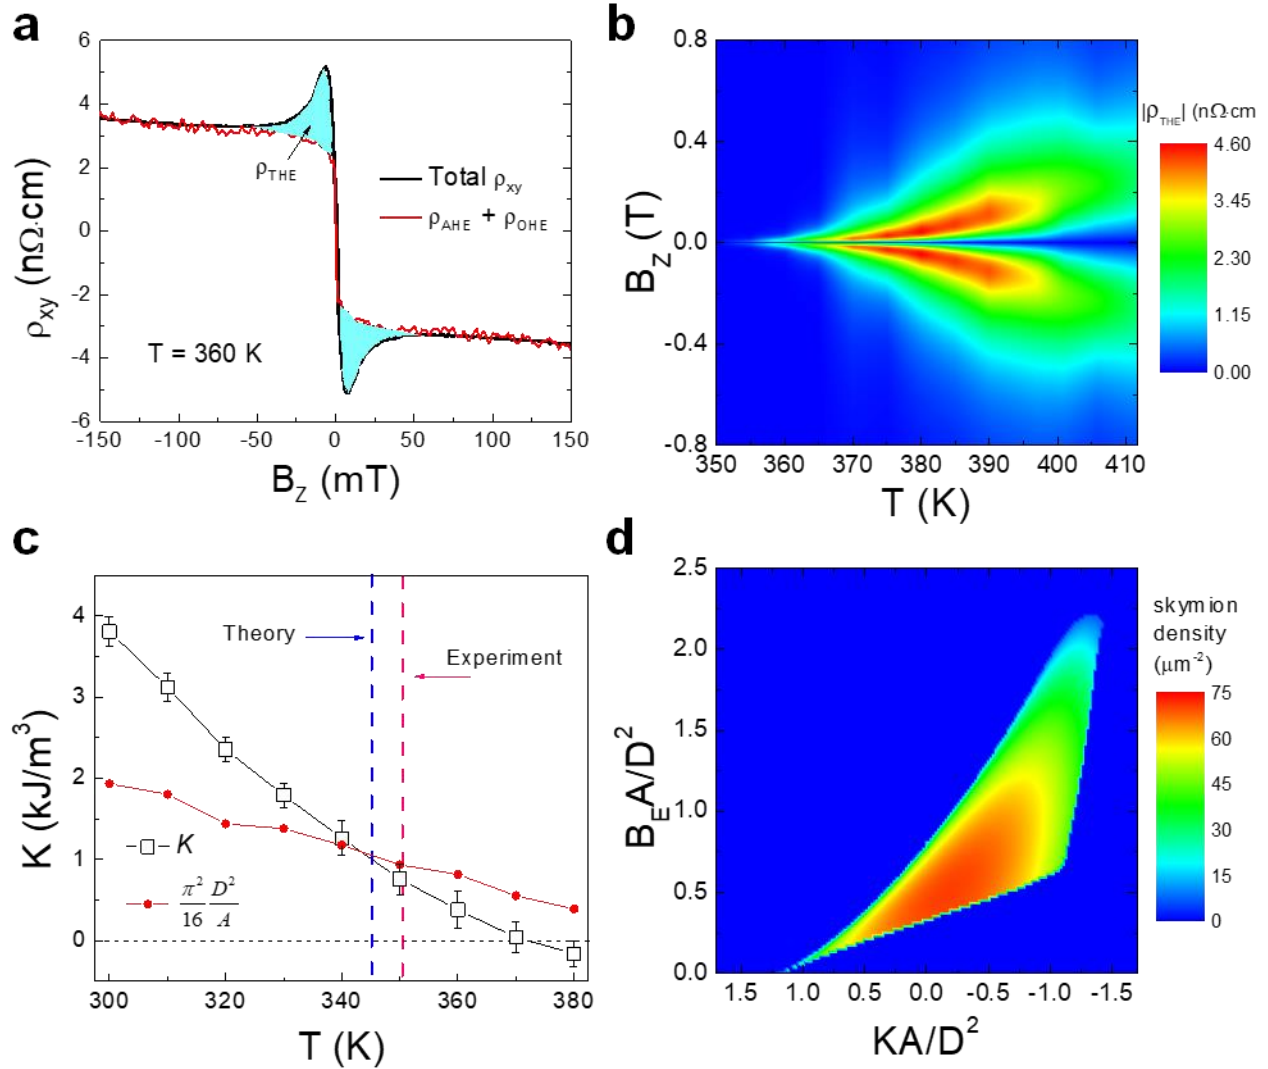 a
6
4
2
0
-2
-4
-6
ρxy (nΩ·cm)
ρTHE
Total ρxy
ρAHE + ρOHE
T = 360 K
-150 -100 -50 0 50 100 150
BZ (mT)
b
0.8
0.4
0.0
-0.4
-0.8
BZ (T)
350 360 370 380 390 400 410
T (K)
|ρTHE| (nΩ·cm
4.60
3.45
2.30
1.15
0.00
c
4
3
2
1
0
K (kJ/m³)
Theory
Experiment
K
π²/16 D²/A
300 320 340 360 380
T (K)
d
2.5
2.0
1.5
1.0
0.5
0.0
BEA/D²
1.5 1.0 0.5 0.0 -0.5 -1.0 -1.5
KA/D²
skymion
density
(μm⁻²)
75
60
45
30
15
0